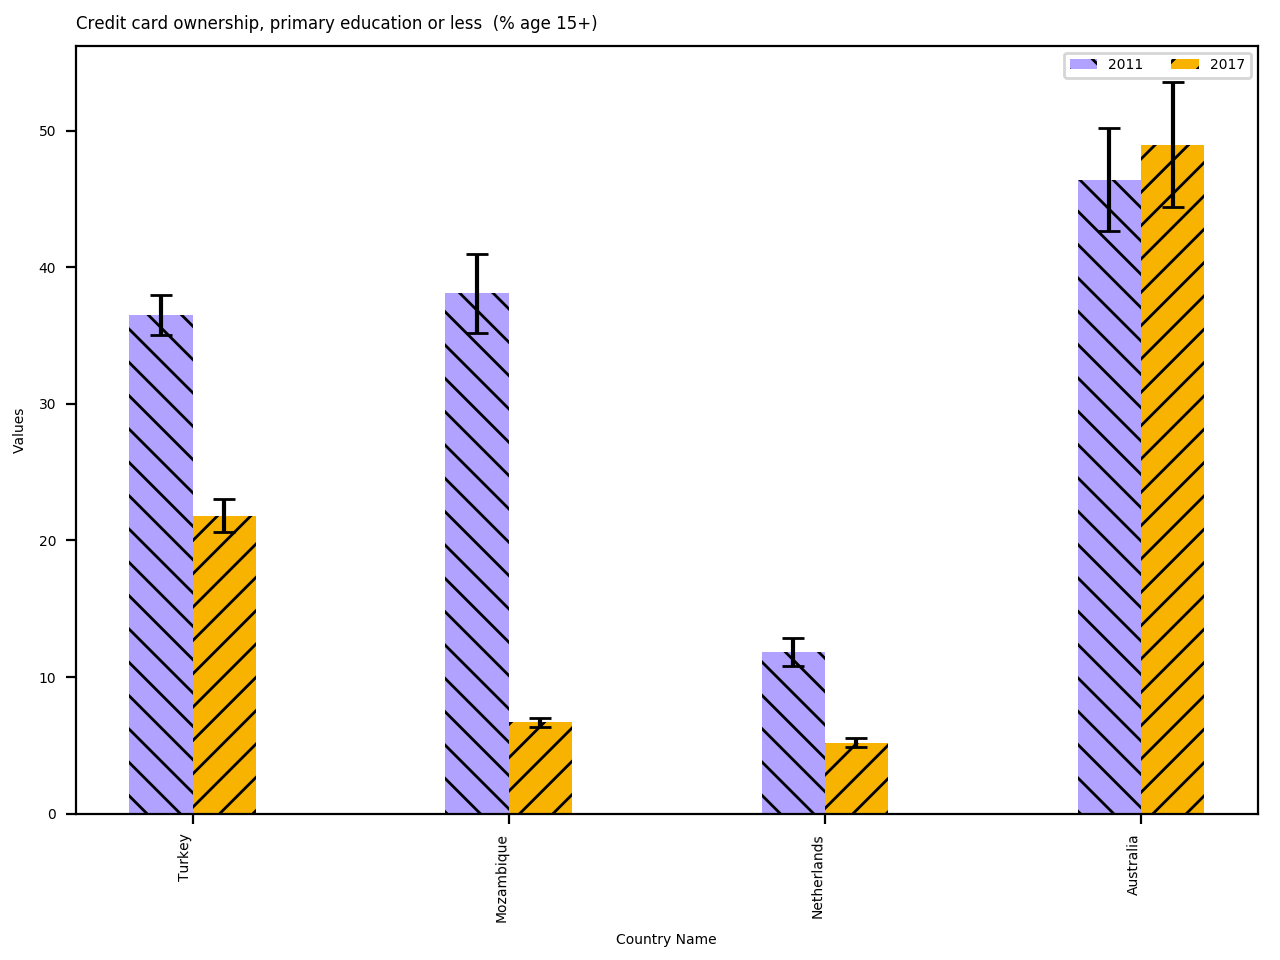 Credit card ownership, primary education or less  (% age 15+)
2011 2017
50
40
30
20
10
0
Values
Turkey
Mozambique
Netherlands
Australia
Country Name